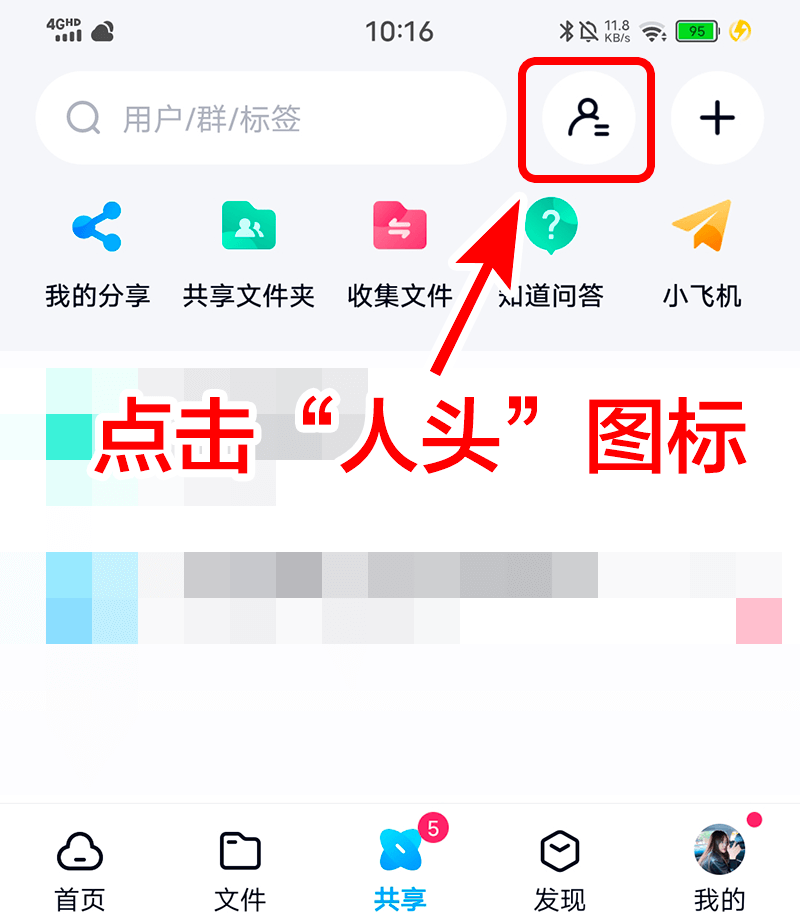 4GHD 10:16 11.8 KB/s 95
用户/群/标签
我的分享 共享文件夹 收集文件 知道问答 小飞机
点击“人头”图标
5
首页 文件 共享 发现 我的